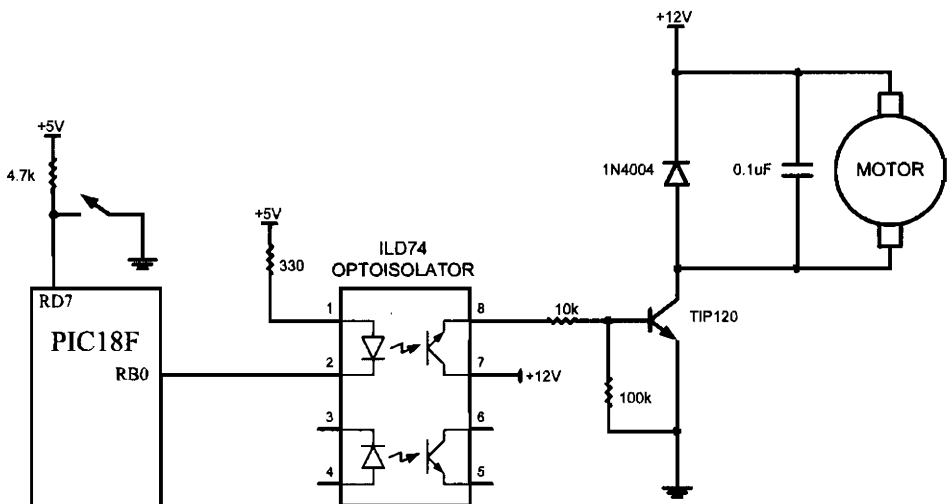 +12V
+5V
4.7k
1N4004
0.1uF
MOTOR
+5V
330
ILD74
OPTOISOLATOR
RD7
PIC18F
RB0
1
2
3
4
8
7
6
5
10k
TIP120
+12V
100k